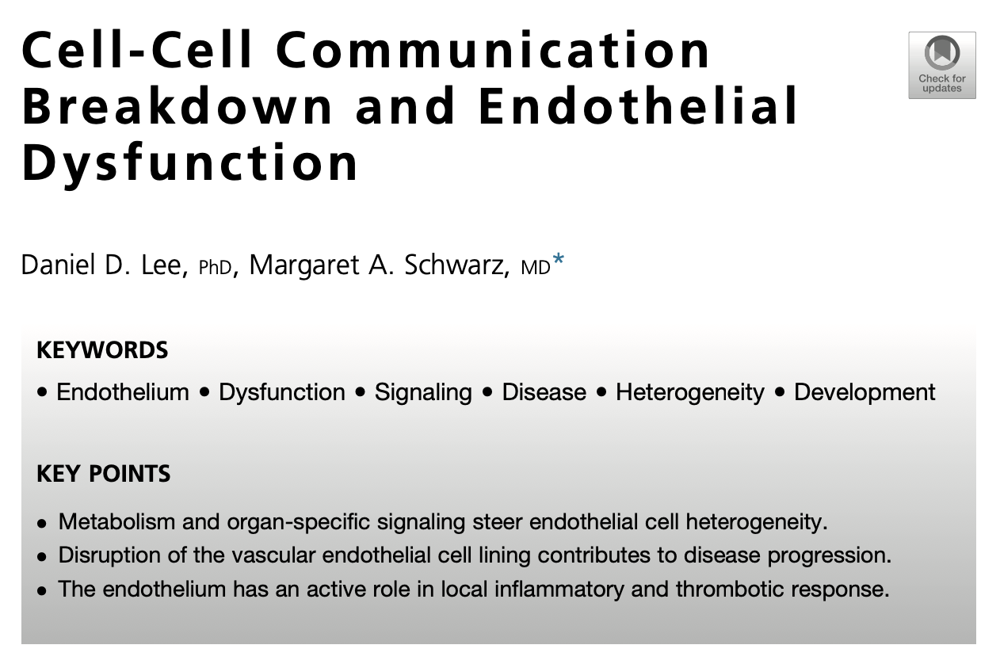 Cell-Cell Communication
Breakdown and Endothelial
Dysfunction
Check for
updates
Daniel D. Lee, PhD, Margaret A. Schwarz, MD*
KEYWORDS
• Endothelium • Dysfunction • Signaling • Disease • Heterogeneity • Development
KEY POINTS
• Metabolism and organ-specific signaling steer endothelial cell heterogeneity.
• Disruption of the vascular endothelial cell lining contributes to disease progression.
• The endothelium has an active role in local inflammatory and thrombotic response.